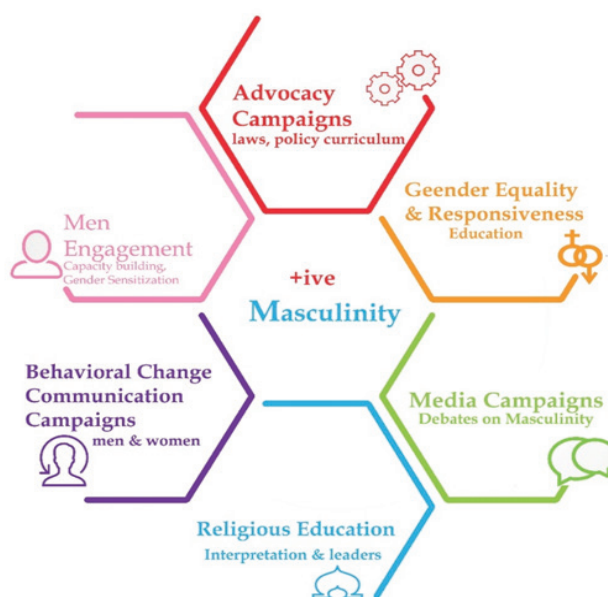 Advocacy
Campaigns
laws, policy curriculum
Geender Equality
& Responsiveness
Education
Men
Engagement
Capacity building,
Gender Sensitization
+ive
Masculinity
Behavioral Change
Communication
Campaigns
men & women
Media Campaigns
Debates on Masculinity
Religious Education
Interpretation & leaders